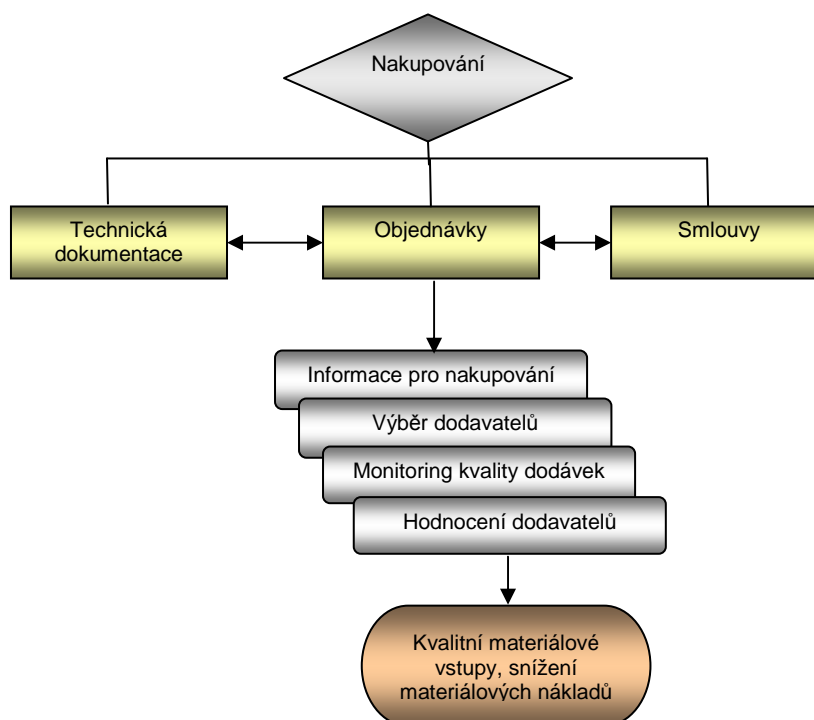 Nakupování
Technická
dokumentace
Objednávky
Smlouvy
Informace pro nakupování
Výběr dodavatelů
Monitoring kvality dodávek
Hodnocení dodavatelů
Kvalitní materiálové
vstupy, snížení
materiálových nákladů